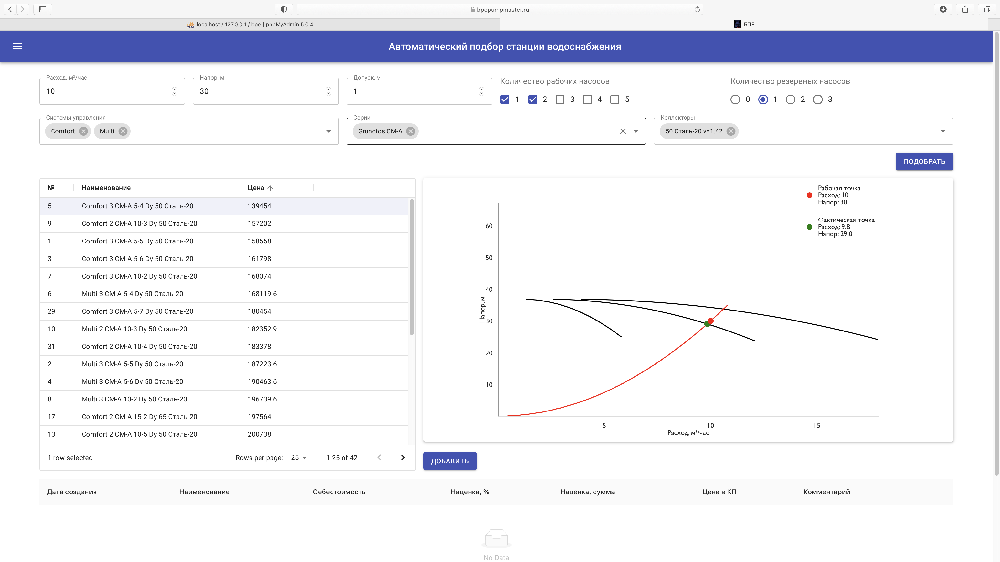 bpepumpmaster.ru
PMA localhost / 127.0.0.1 / bpe | phpMyAdmin 5.0.4
БПЕ
Автоматический подбор станции водоснабжения
Расход, м³/час
10
Напор, м
30
Допуск, м
1
Количество рабочих насосов
1 2 3 4 5
Количество резервных насосов
0 1 2 3
Системы управления
Comfort Multi
Серии
Grundfos CM-A
Коллекторы
50 Сталь-20 v=1.42
ПОДОБРАТЬ
№ Наименование Цена
5 Comfort 3 CM-A 5-4 Dy 50 Сталь-20 139454
9 Comfort 2 CM-A 10-3 Dy 50 Сталь-20 157202
1 Comfort 3 CM-A 5-5 Dy 50 Сталь-20 158558
3 Comfort 3 CM-A 5-6 Dy 50 Сталь-20 161798
7 Comfort 3 CM-A 10-2 Dy 50 Сталь-20 168074
6 Multi 3 CM-A 5-4 Dy 50 Сталь-20 168119.6
29 Comfort 3 CM-A 5-7 Dy 50 Сталь-20 180454
10 Multi 2 CM-A 10-3 Dy 50 Сталь-20 182352.9
31 Comfort 2 CM-A 10-4 Dy 50 Сталь-20 183378
2 Multi 3 CM-A 5-5 Dy 50 Сталь-20 187223.6
4 Multi 3 CM-A 5-6 Dy 50 Сталь-20 190463.6
8 Multi 3 CM-A 10-2 Dy 50 Сталь-20 196739.6
17 Comfort 2 CM-A 15-2 Dy 65 Сталь-20 197564
13 Comfort 2 CM-A 10-5 Dy 50 Сталь-20 200738
1 row selected Rows per page: 25 1-25 of 42
Рабочая точка
Расход: 10
Напор: 30
Фактическая точка
Расход: 9.8
Напор: 29.0
60
50
40
30
20
10
Напор, м
5 10 15
Расход, м³/час
ДОБАВИТЬ
Дата создания Наименование Себестоимость Наценка, % Наценка, сумма Цена в КП Комментарий
No Data